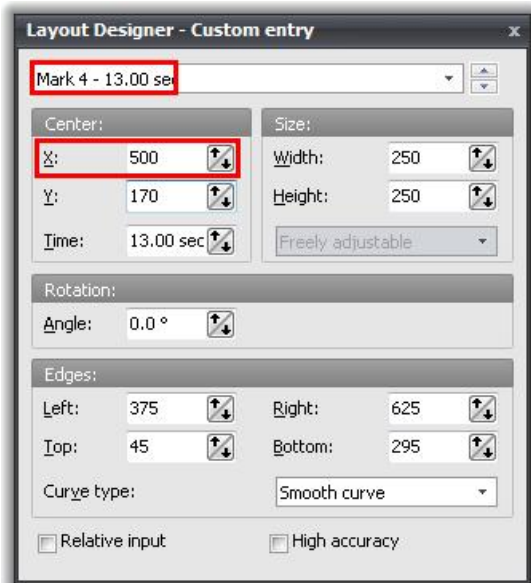 Layout Designer - Custom entry x
Mark 4 - 13.00 sec
Center: Size:
X: 500 Width: 250
Y: 170 Height: 250
Time: 13.00 sec Freely adjustable
Rotation:
Angle: 0.0 °
Edges:
Left: 375 Right: 625
Top: 45 Bottom: 295
Curve type: Smooth curve
Relative input High accuracy